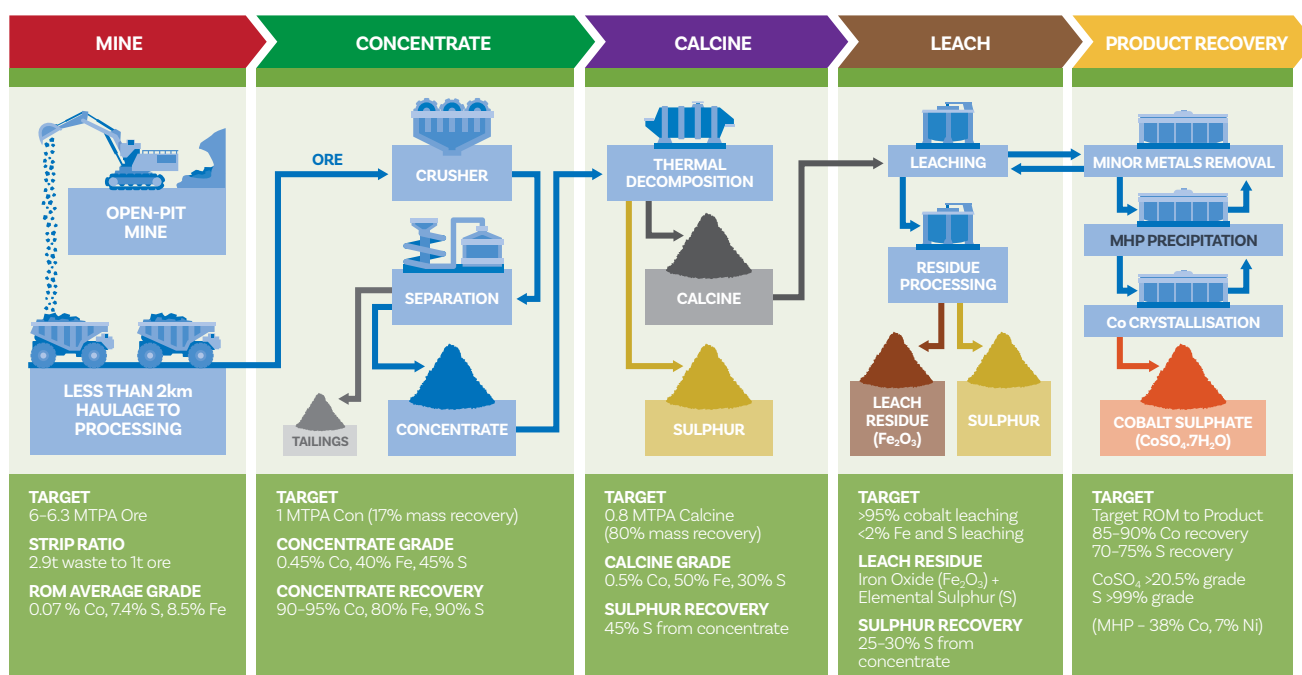 MINE
CONCENTRATE
CALCINE
LEACH
PRODUCT RECOVERY
OPEN-PIT
MINE
LESS THAN 2km
HAULAGE TO
PROCESSING
ORE
CRUSHER
SEPARATION
TAILINGS
CONCENTRATE
THERMAL
DECOMPOSITION
CALCINE
SULPHUR
LEACHING
RESIDUE
PROCESSING
LEACH
RESIDUE
(Fe₂O₃)
SULPHUR
MINOR METALS REMOVAL
MHP PRECIPITATION
Co CRYSTALLISATION
COBALT SULPHATE
(CoSO₄.7H₂O)
TARGET
6–6.3 MTPA Ore
STRIP RATIO
2.9t waste to 1t ore
ROM AVERAGE GRADE
0.07 % Co, 7.4% S, 8.5% Fe
TARGET
1 MTPA Con (17% mass recovery)
CONCENTRATE GRADE
0.45% Co, 40% Fe, 45% S
CONCENTRATE RECOVERY
90–95% Co, 80% Fe, 90% S
TARGET
0.8 MTPA Calcine
(80% mass recovery)
CALCINE GRADE
0.5% Co, 50% Fe, 30% S
SULPHUR RECOVERY
45% S from concentrate
TARGET
>95% cobalt leaching
<2% Fe and S leaching
LEACH RESIDUE
Iron Oxide (Fe₂O₃) +
Elemental Sulphur (S)
SULPHUR RECOVERY
25–30% S from
concentrate
TARGET
Target ROM to Product
85–90% Co recovery
70–75% S recovery
CoSO₄ >20.5% grade
S >99% grade
(MHP – 38% Co, 7% Ni)